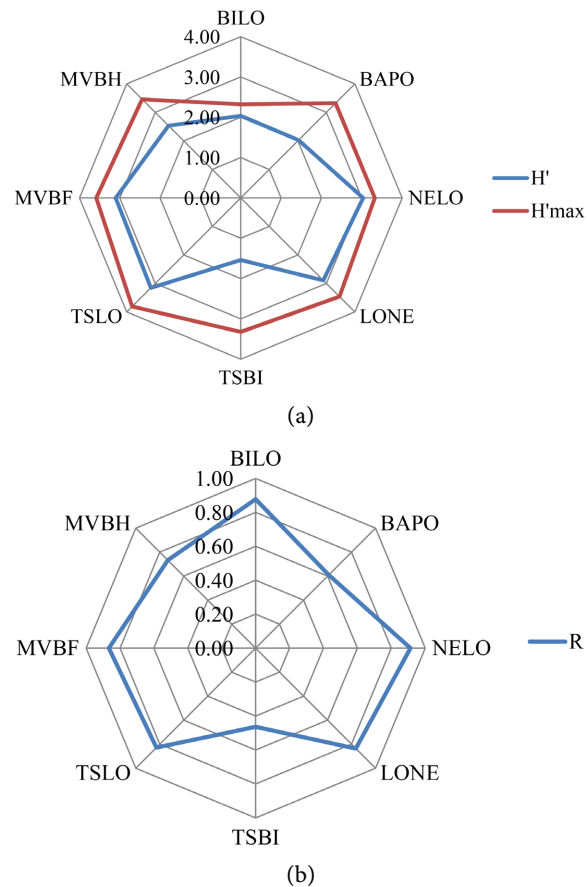 BILO
4.00
MVBH
BAPO
3.00
2.00
1.00
MVBF
0.00
NELO
H'
H'max
TSLO
LONE
TSBI
(a)
BILO
1.00
MVBH
BAPO
0.80
0.60
0.40
0.20
MVBF
0.00
NELO
R
TSLO
LONE
TSBI
(b)